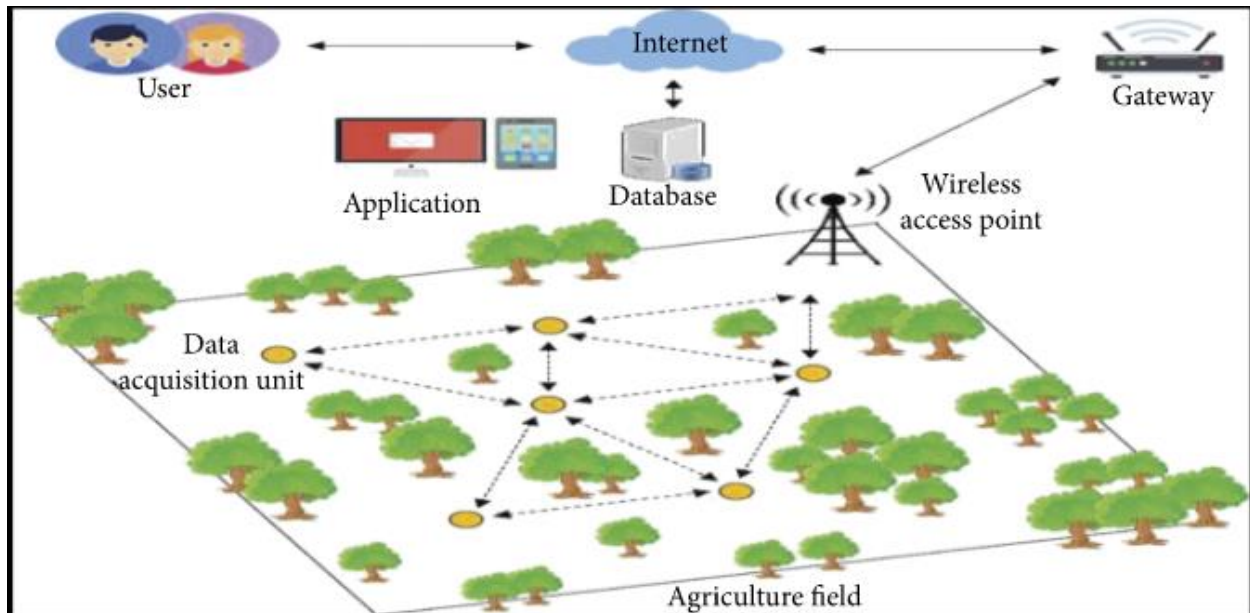 Internet
User
Gateway
Application
Database
Wireless
access point
Data
acquisition unit
Agriculture field